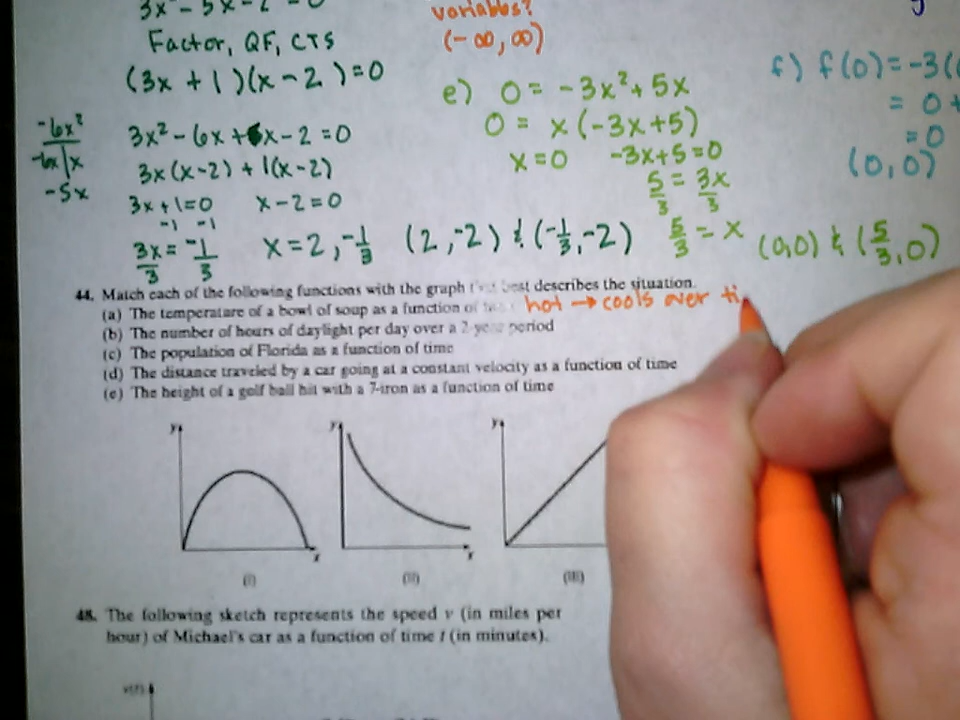 3x² - 5x - 2 = 0
Factor, QF, CTS
(3x + 1)(x - 2) = 0
-6x²
-6x | x
-5x
3x² - 6x + x - 2 = 0
3x(x-2) + 1(x-2)
3x + 1 = 0 x - 2 = 0
-1 -1
3x = -1
3 3
x = 2, -1/3 (2, -2) & (-1/3, -2)
variables?
(-∞, ∞)
e) 0 = -3x² + 5x
0 = x(-3x+5)
x = 0 -3x+5 = 0
5 = 3x
3 3
5/3 = x (0,0) & (5/3, 0)
f) f(0) = -3(
= 0 +
= 0
(0, 0)
44. Match each of the following functions with the graph that best describes the situation.
(a) The temperature of a bowl of soup as a function of hot → cools over ti
(b) The number of hours of daylight per day over a 2-year period
(c) The population of Florida as a function of time
(d) The distance traveled by a car going at a constant velocity as a function of time
(e) The height of a golf ball hit with a 7-iron as a function of time
y y y
x x
(I) (II) (III)
48. The following sketch represents the speed v (in miles per
hour) of Michael's car as a function of time t (in minutes).
v(t)